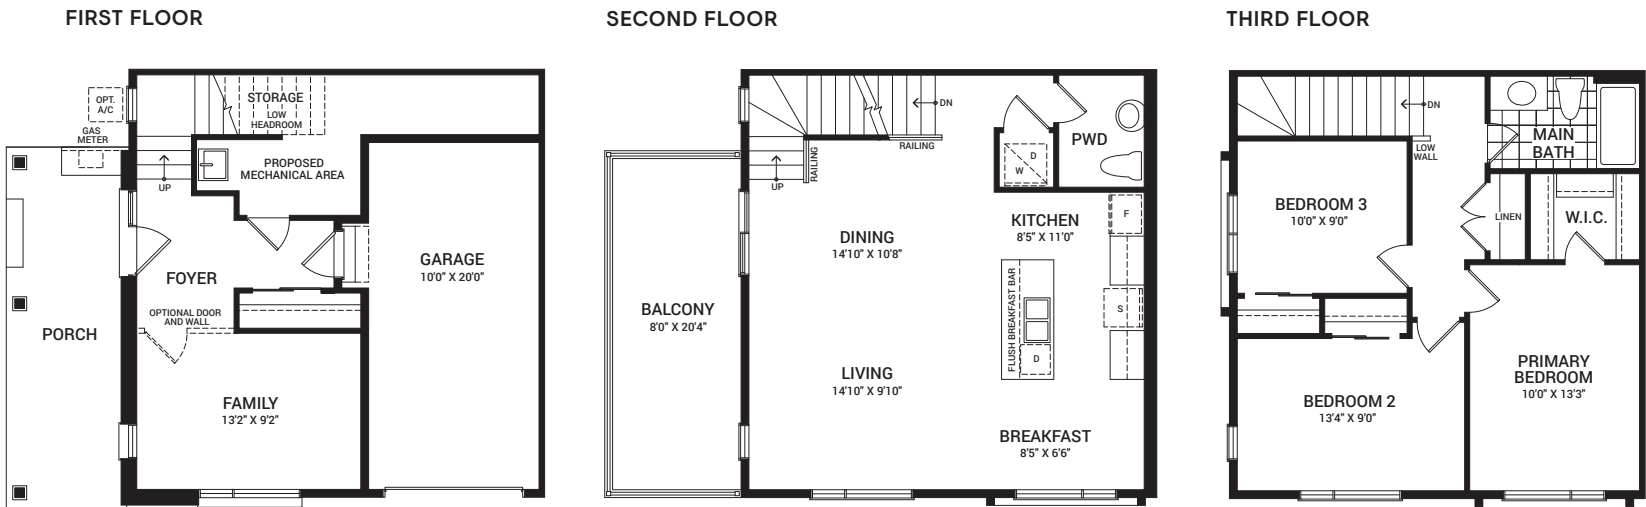 FIRST FLOOR
OPT.
A/C
GAS
METER
STORAGE
LOW
HEADROOM
PROPOSED
MECHANICAL AREA
UP
FOYER
GARAGE
10'0" X 20'0"
OPTIONAL DOOR
AND WALL
PORCH
FAMILY
13'2" X 9'2"
SECOND FLOOR
DN
RAILING
RAILING
UP
PWD
D
W
KITCHEN
8'5" X 11'0"
F
DINING
14'10" X 10'8"
BALCONY
8'0" X 20'4"
FLUSH BREAKFAST BAR
S
D
LIVING
14'10" X 9'10"
BREAKFAST
8'5" X 6'6"
THIRD FLOOR
DN
LOW
WALL
MAIN
BATH
BEDROOM 3
10'0" X 9'0"
LINEN
W.I.C.
PRIMARY
BEDROOM
10'0" X 13'3"
BEDROOM 2
13'4" X 9'0"